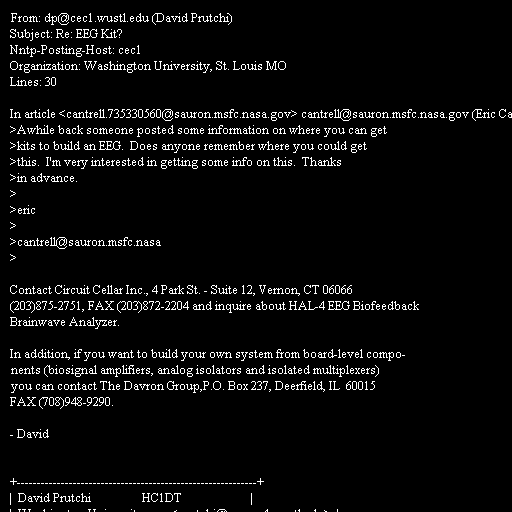 From: dp@cec1.wustl.edu (David Prutchi)
Subject: Re: EEG Kit?
Nntp-Posting-Host: cec1
Organization: Washington University, St. Louis MO
Lines: 30

In article <cantrell.735330560@sauron.msfc.nasa.gov> cantrell@sauron.msfc.nasa.gov (Eric Ca
>Awhile back someone posted some information on where you can get
>kits to build an EEG.  Does anyone remember where you could get
>this.  I'm very interested in getting some info on this.  Thanks
>in advance.
>
>eric
>
>cantrell@sauron.msfc.nasa
>

Contact Circuit Cellar Inc., 4 Park St. - Suite 12, Vernon, CT 06066
(203)875-2751, FAX (203)872-2204 and inquire about HAL-4 EEG Biofeedback
Brainwave Analyzer.

In addition, if you want to build your own system from board-level compo-
nents (biosignal amplifiers, analog isolators and isolated multiplexers)
you can contact The Davron Group,P.O. Box 237, Deerfield, IL  60015
FAX (708)948-9290.

- David

+-------------------------------------------------------------+
|  David Prutchi                 HC1DT                       |